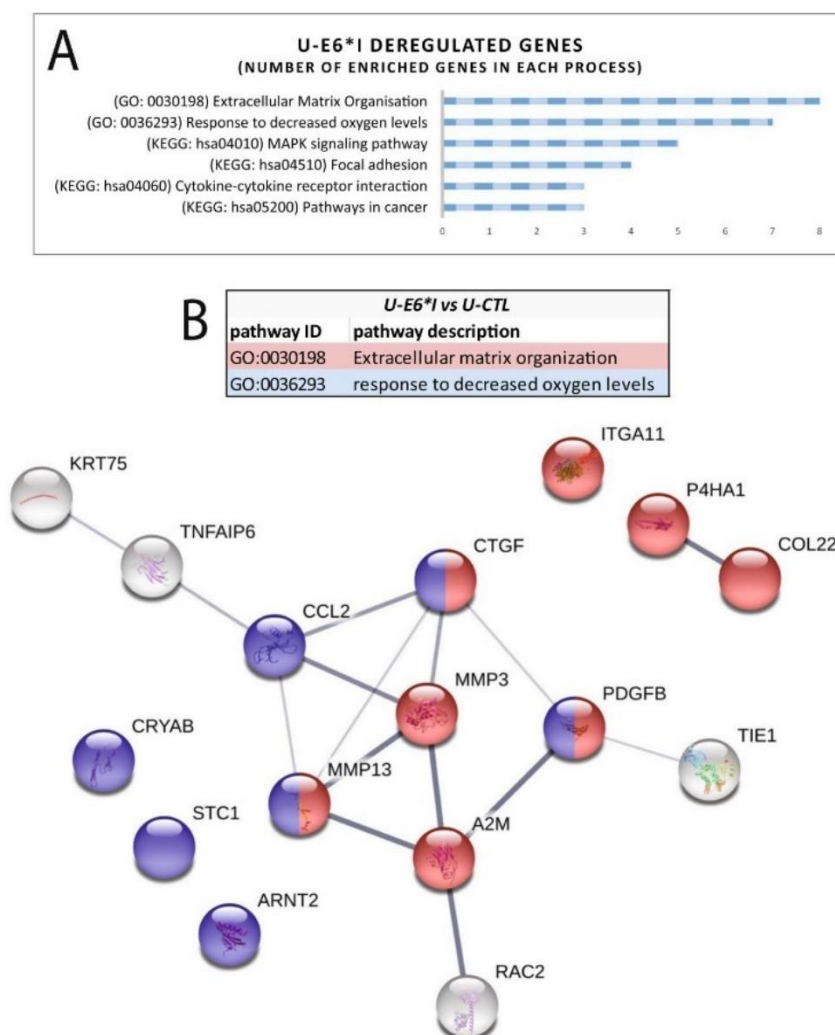 A
U-E6*I DEREGULATED GENES
(NUMBER OF ENRICHED GENES IN EACH PROCESS)
(GO: 0030198) Extracellular Matrix Organisation
(GO: 0036293) Response to decreased oxygen levels
(KEGG: hsa04010) MAPK signaling pathway
(KEGG: hsa04510) Focal adhesion
(KEGG: hsa04060) Cytokine-cytokine receptor interaction
(KEGG: hsa05200) Pathways in cancer
0 1 2 3 4 5 6 7 8
B
U-E6*I vs U-CTL
pathway ID pathway description
GO:0030198 Extracellular matrix organization
GO:0036293 response to decreased oxygen levels
ITGA11
KRT75
P4HA1
TNFAIP6
CTGF
COL22
CCL2
MMP3
PDGFB
CRYAB
TIE1
MMP13
STC1
A2M
ARNT2
RAC2